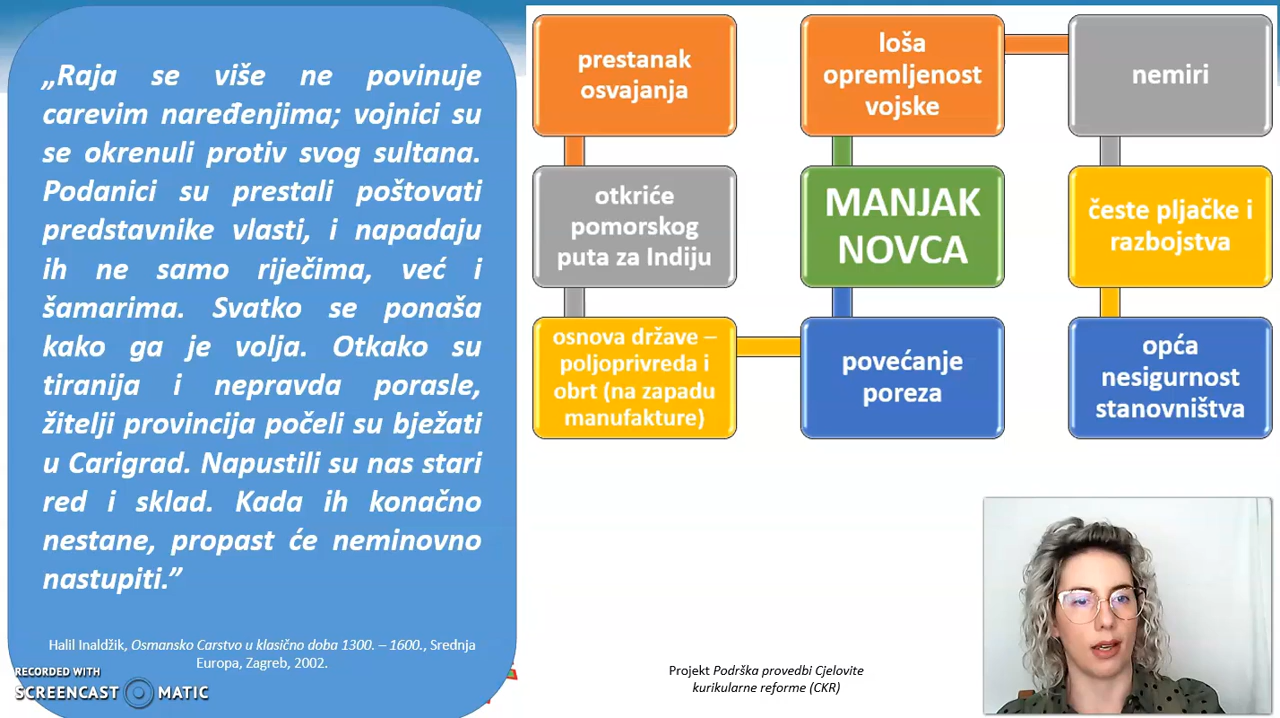 „Raja se više ne povinuje
carevim naređenjima; vojnici su
se okrenuli protiv svog sultana.
Podanici su prestali poštovati
predstavnike vlasti, i napadaju
ih ne samo riječima, već i
šamarima. Svatko se ponaša
kako ga je volja. Otkako su
tiranija i nepravda porasle,
žitelji provincija počeli su bježati
u Carigrad. Napustili su nas stari
red i sklad. Kada ih konačno
nestane, propast će neminovno
nastupiti.”
Halil Inaldžik, Osmansko Carstvo u klasično doba 1300. – 1600., Srednja
Europa, Zagreb, 2002.
RECORDED WITH
SCREENCAST MATIC
prestanak
osvajanja
otkriće
pomorskog
puta za Indiju
osnova države –
poljoprivreda i
obrt (na zapadu
manufakture)
povećanje
poreza
MANJAK
NOVCA
loša
opremljenost
vojske
nemiri
česte pljačke i
razbojstva
opća
nesigurnost
stanovništva
Projekt Podrška provedbi Cjelovite
kurikularne reforme (CKR)